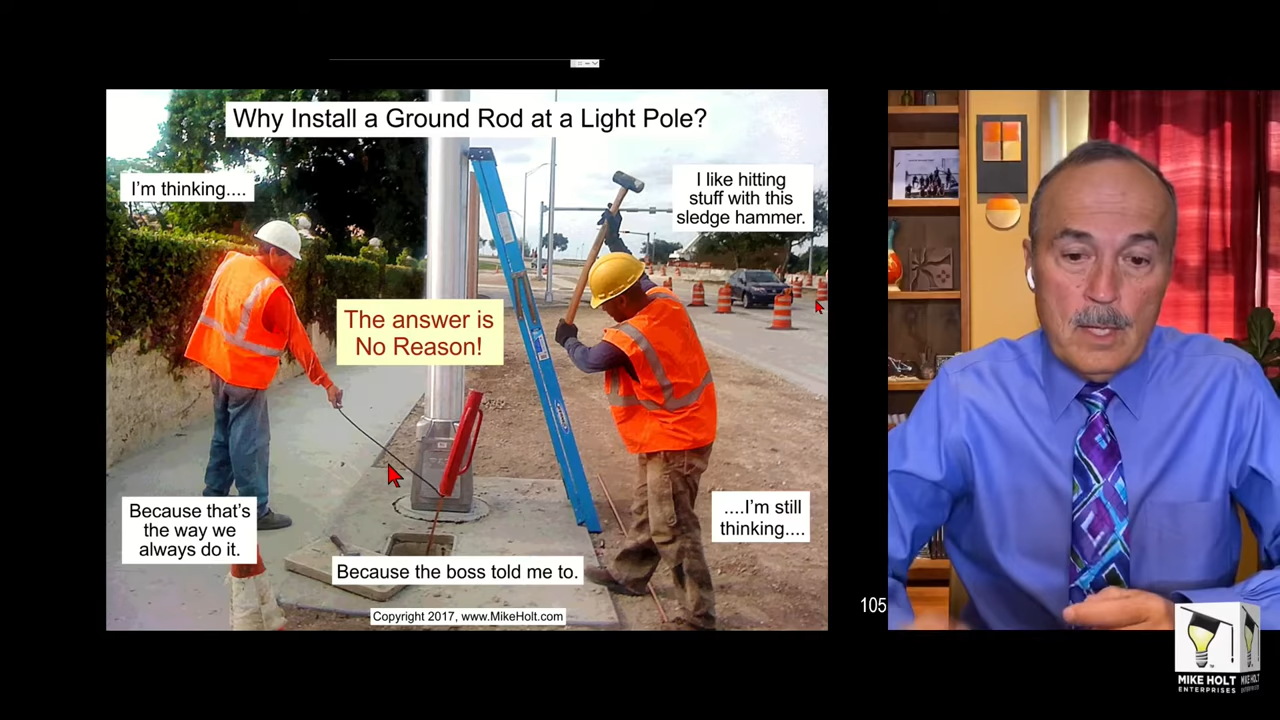 Why Install a Ground Rod at a Light Pole?
I'm thinking....
I like hitting
stuff with this
sledge hammer.
The answer is
No Reason!
Because that's
the way we
always do it.
....I'm still
thinking....
Because the boss told me to.
Copyright 2017, www.MikeHolt.com
105
MIKE HOLT
ENTERPRISES